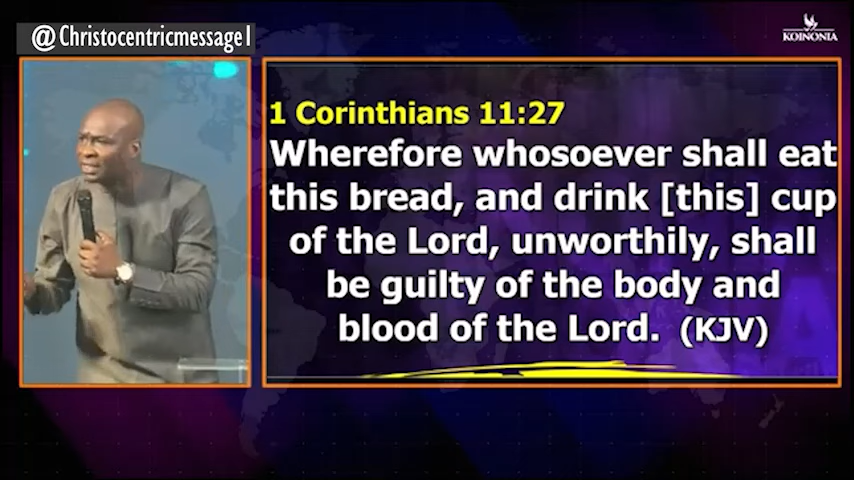 @Christocentricmessage1
KOINONIA
1 Corinthians 11:27
Wherefore whosoever shall eat
this bread, and drink [this] cup
of the Lord, unworthily, shall
be guilty of the body and
blood of the Lord. (KJV)